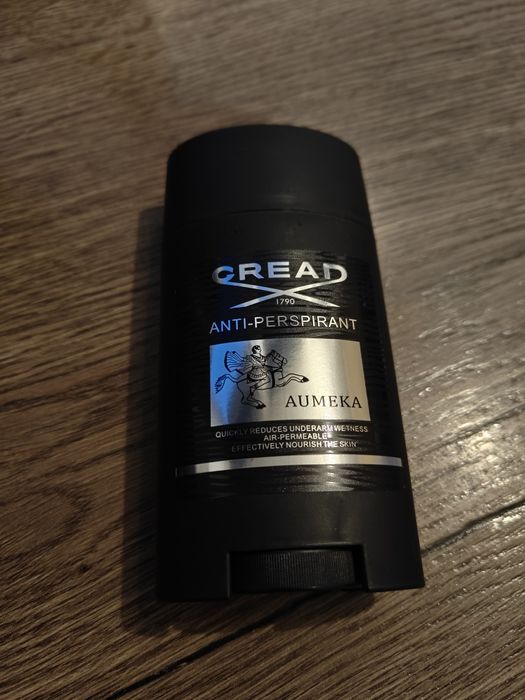 CREAD
1790
ANTI-PERSPIRANT
AUMEKA
QUICKLY REDUCES UNDERARM WETNESS
AIR-PERMEABLE
EFFECTIVELY NOURISH THE SKIN